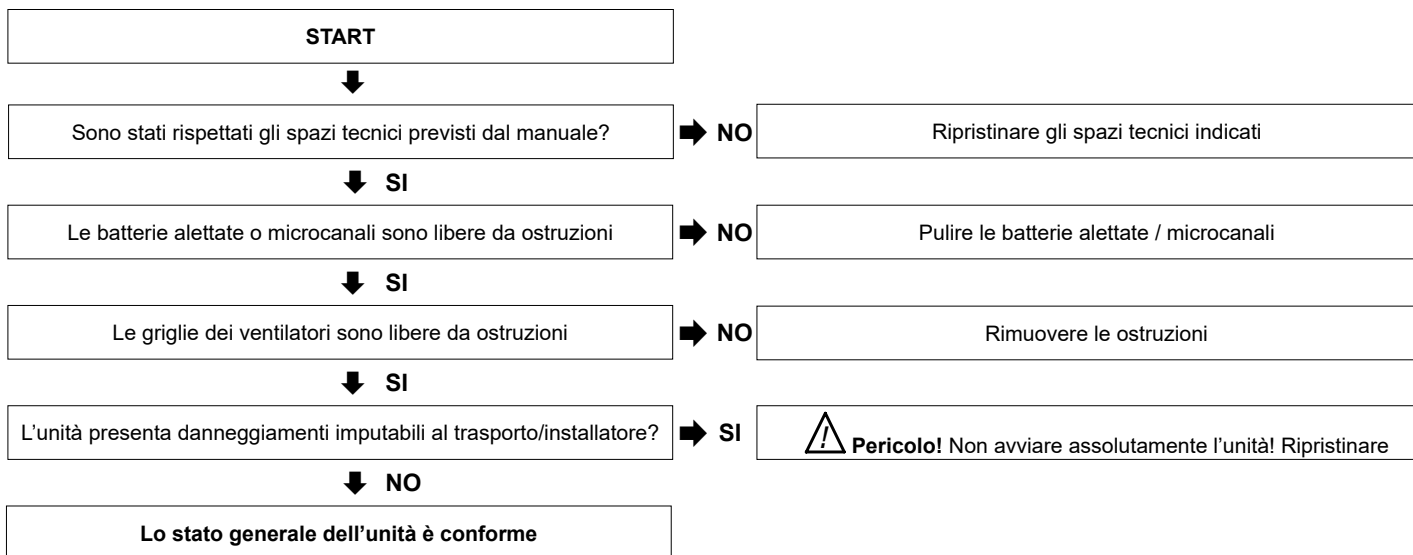 START
Sono stati rispettati gli spazi tecnici previsti dal manuale?
NO
Ripristinare gli spazi tecnici indicati
SI
Le batterie alettate o microcanali sono libere da ostruzioni
NO
Pulire le batterie alettate / microcanali
SI
Le griglie dei ventilatori sono libere da ostruzioni
NO
Rimuovere le ostruzioni
SI
L’unità presenta danneggiamenti imputabili al trasporto/installatore?
SI
Pericolo! Non avviare assolutamente l’unità! Ripristinare
NO
Lo stato generale dell’unità è conforme